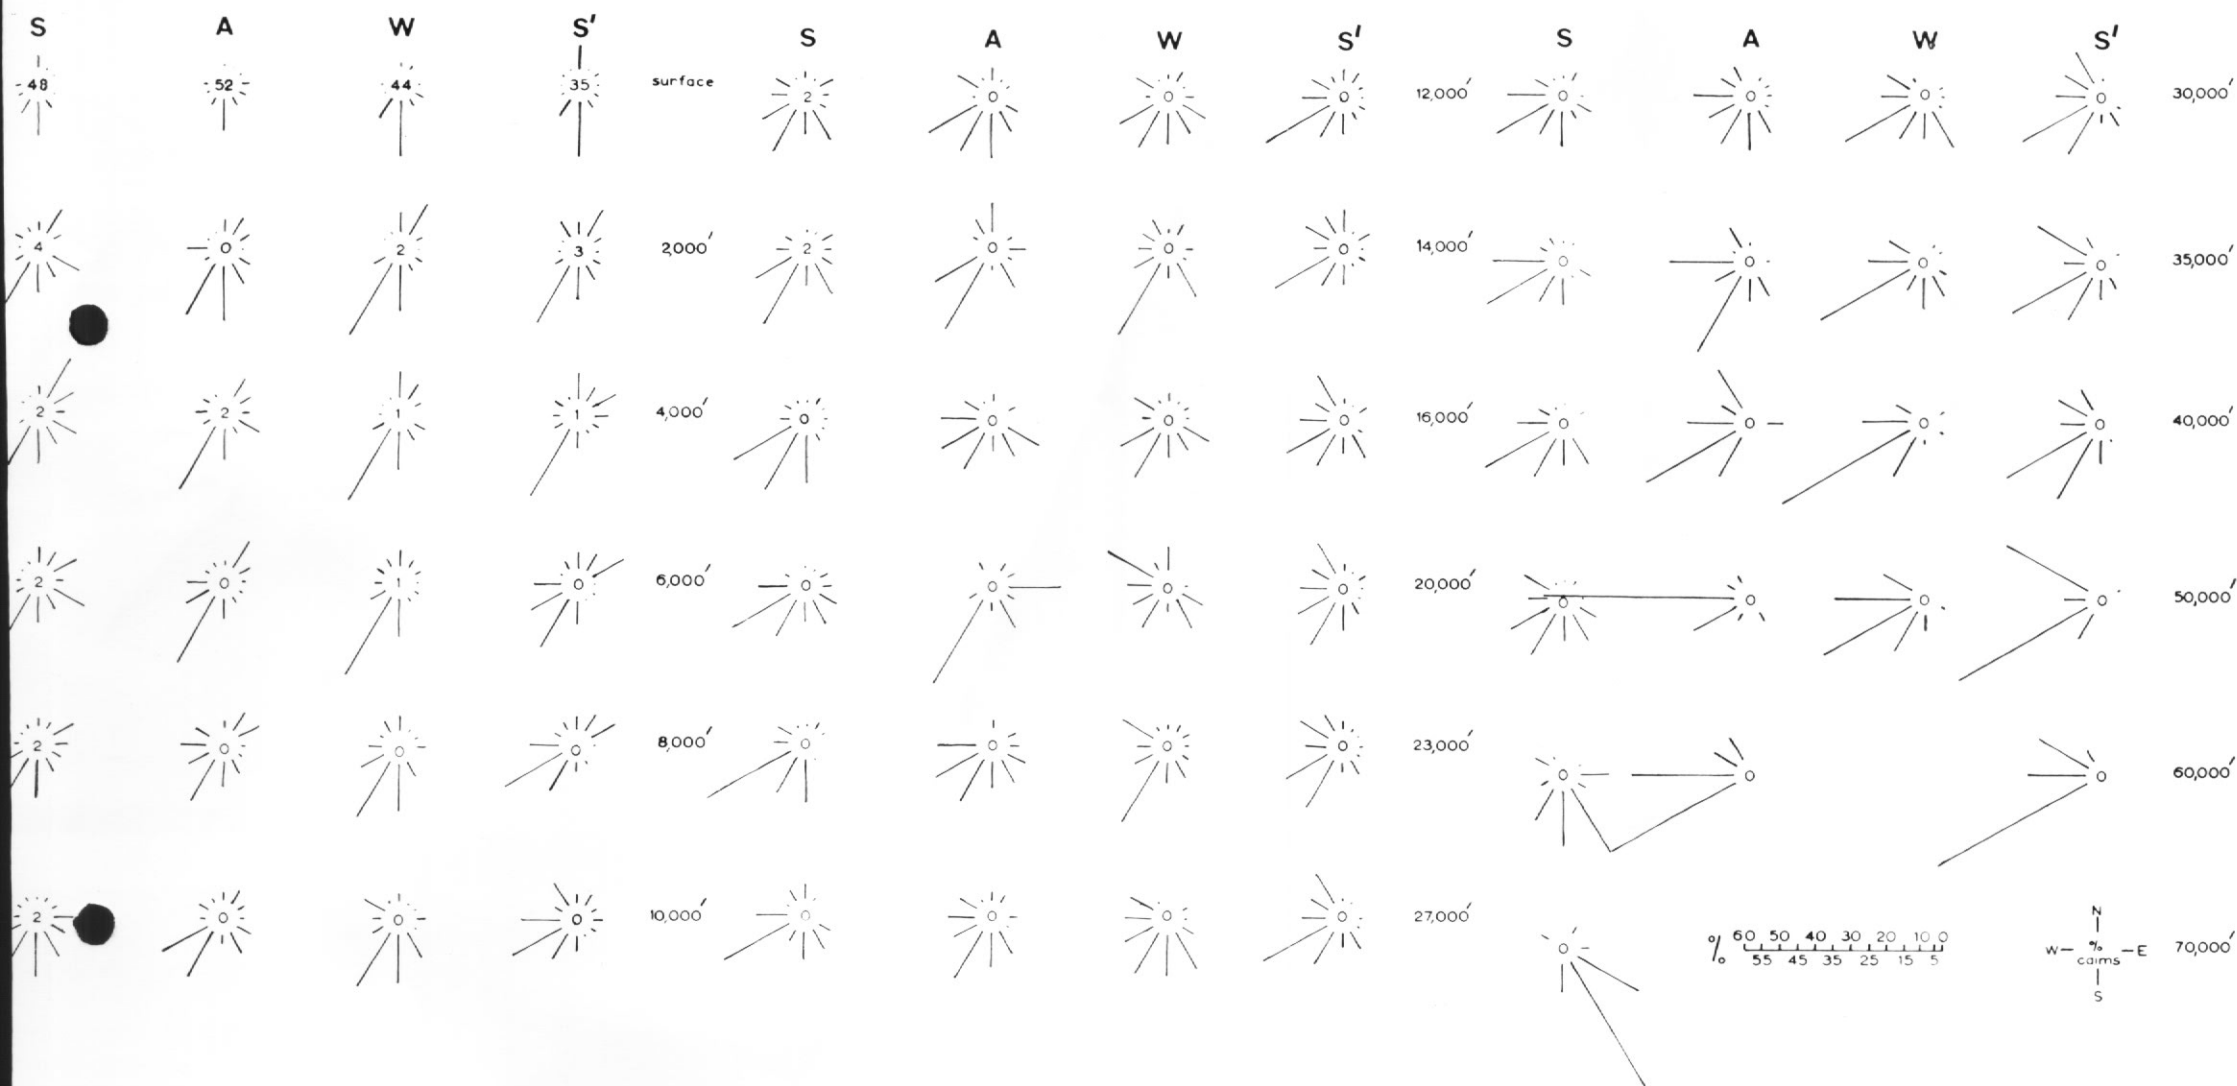 S A W S' S A W S' S A W S'
48 52 44 35 surface 2 0 0 0 12,000' 0 0 0 0 30,000'
4 0 2 3 2,000' 2 0 0 0 14,000' 0 0 0 0 35,000'
2 2 1 1 4,000' 0 0 0 0 16,000' 0 0 0 0 40,000'
2 0 1 0 6,000' 0 0 0 0 20,000' 0 0 0 0 50,000'
2 0 0 0 8,000' 0 0 0 0 23,000' 0 0 0 60,000'
2 0 0 0 10,000' 0 0 0 0 27,000' 0 70,000'
% 60 50 40 30 20 10 0
55 45 35 25 15 5
N
W % E
calms
S